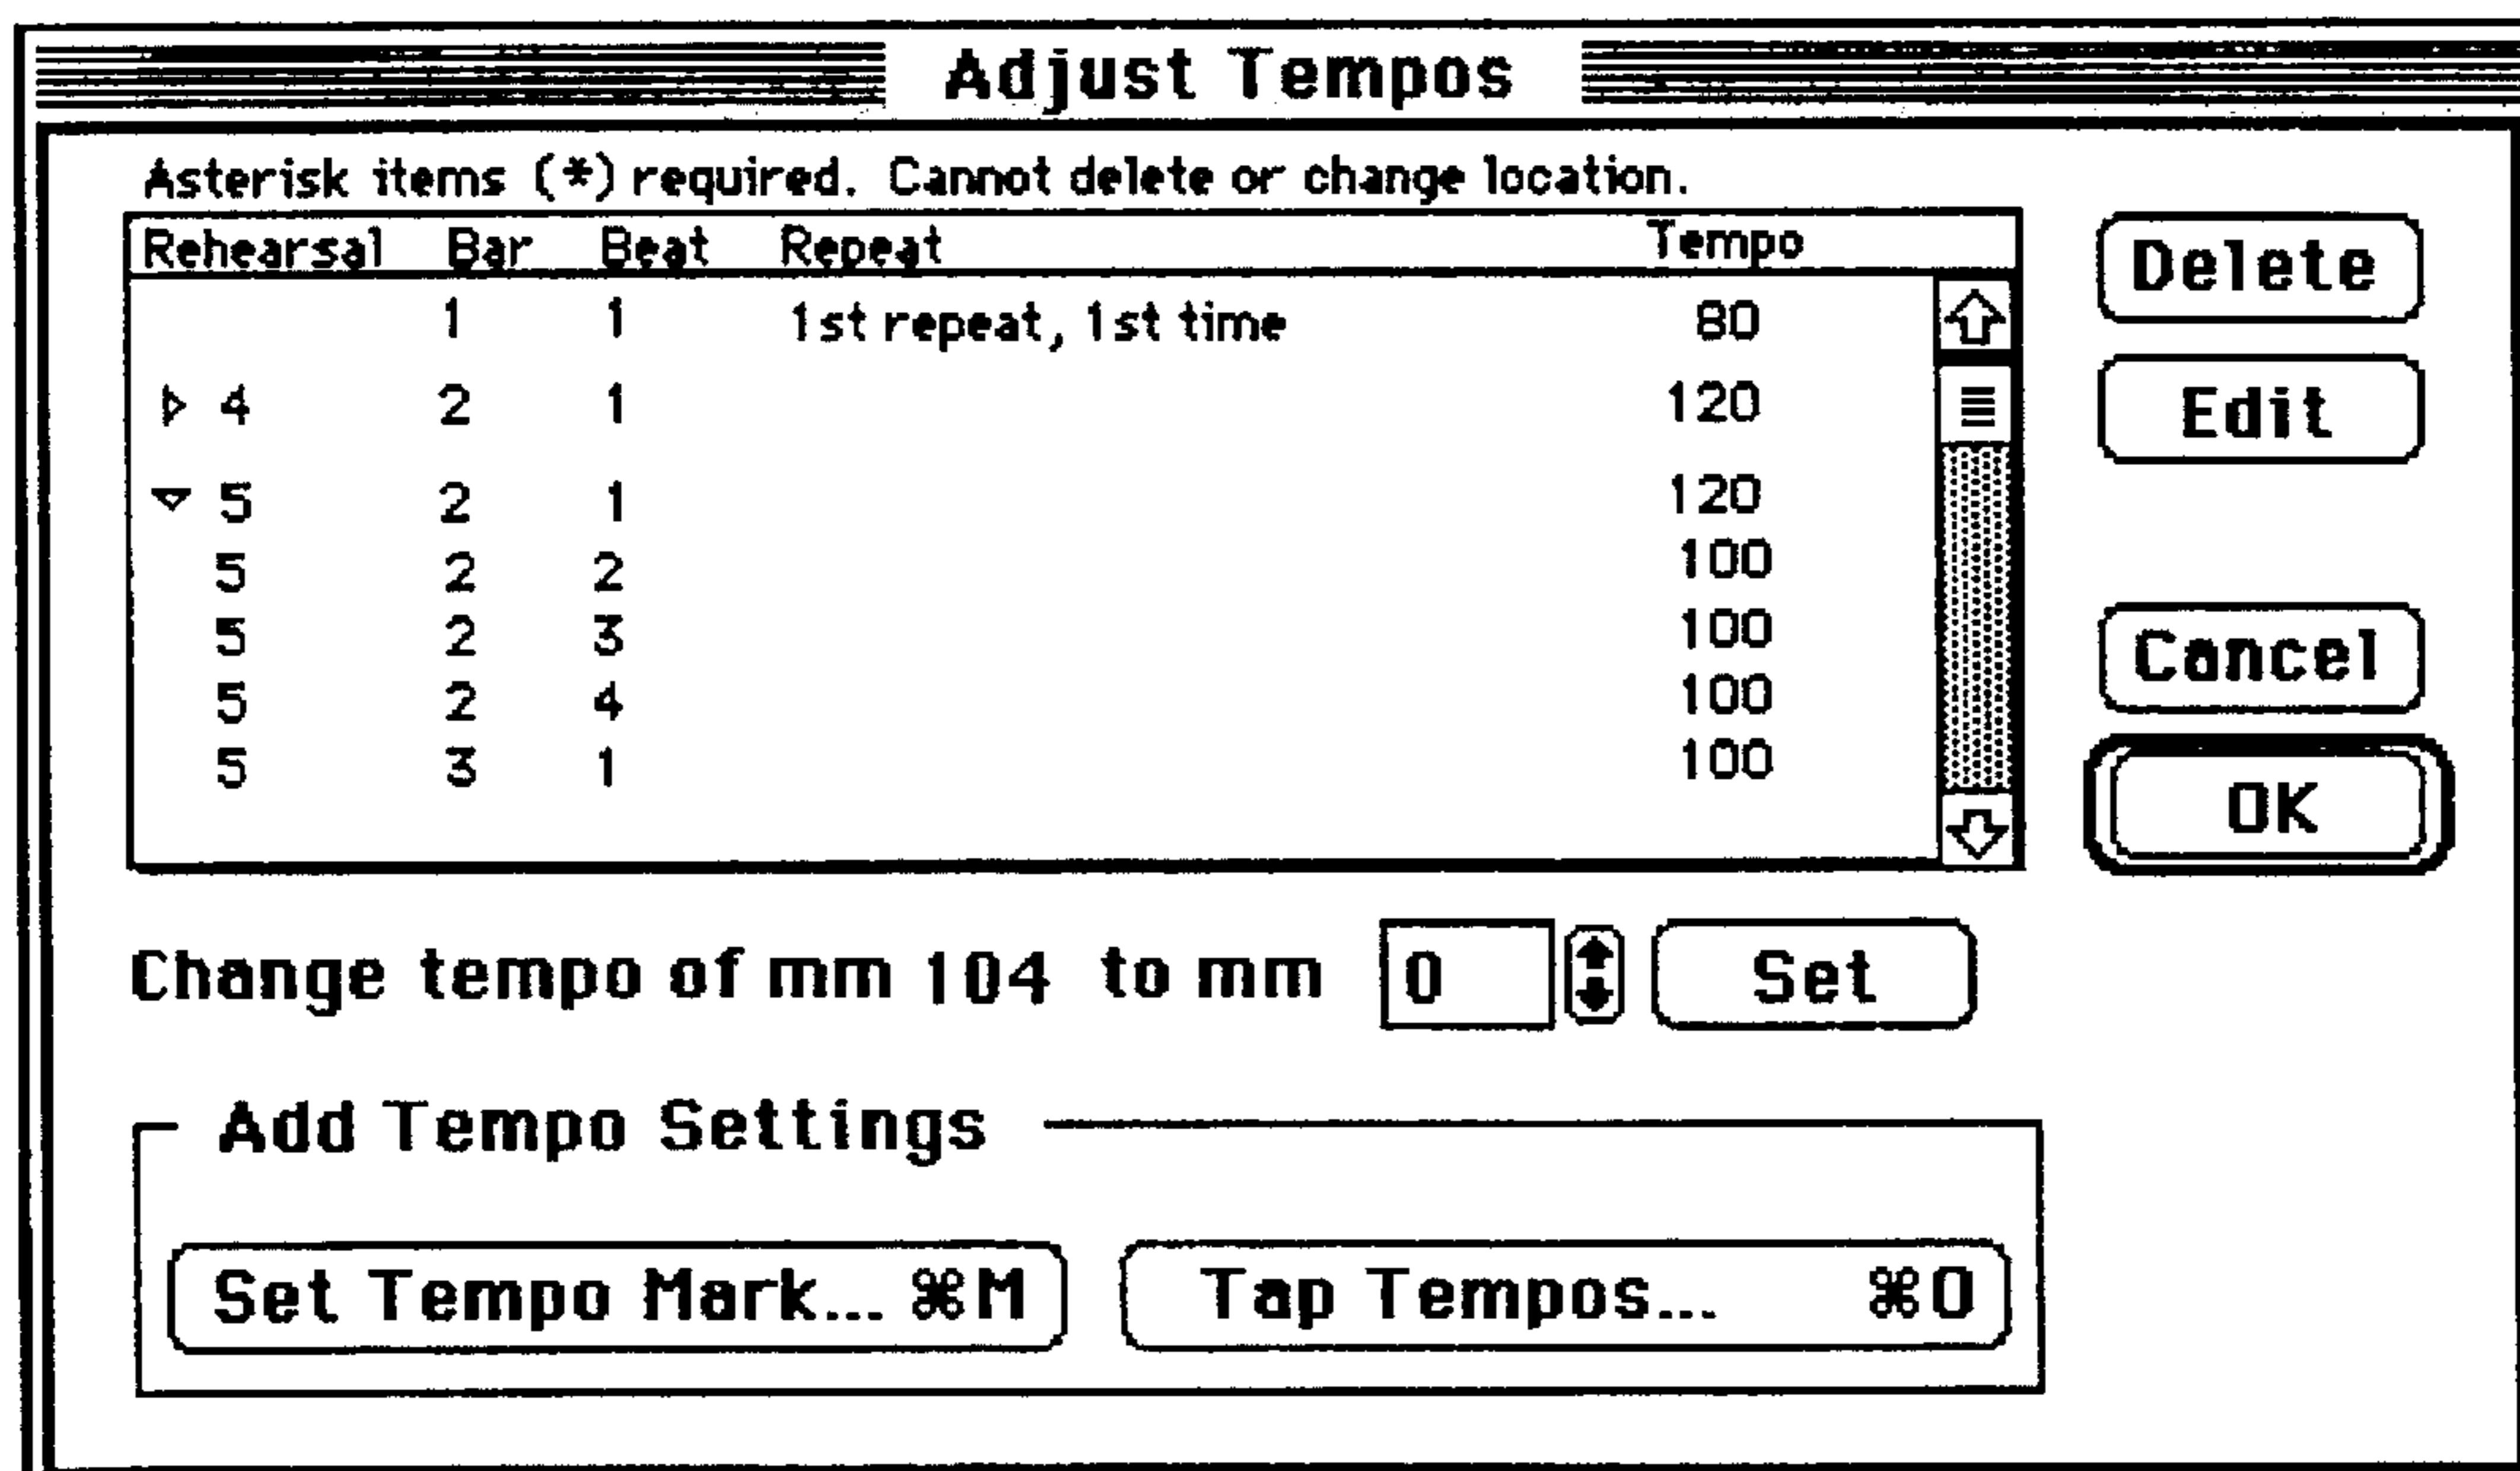 Adjust Tempos
Asterisk items (*) required. Cannot delete or change location.
Rehearsal Bar Beat Repeat Tempo
1 1 1st repeat, 1st time 80
4 2 1 120
5 2 1 120
5 2 2 100
5 2 3 100
5 2 4 100
5 3 1 100
Delete
Edit
Cancel
OK
Change tempo of mm 104 to mm 0 Set
Add Tempo Settings
Set Tempo Mark... ⌘M Tap Tempos... ⌘O